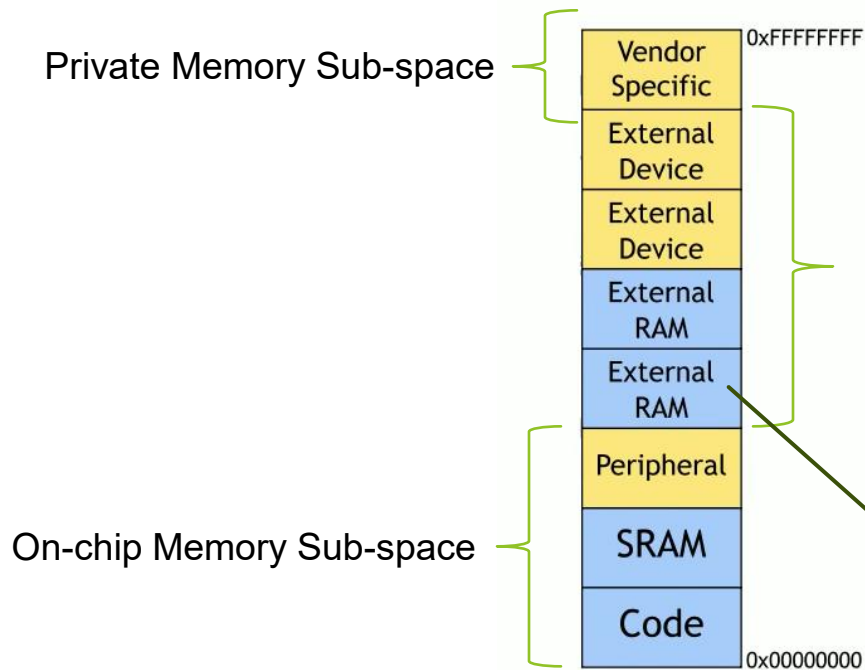 Private Memory Sub-space
0xFFFFFFFF
Vendor
Specific
External
Device
External
Device
External
RAM
External
RAM
Peripheral
On-chip Memory Sub-space
SRAM
Code
0x00000000